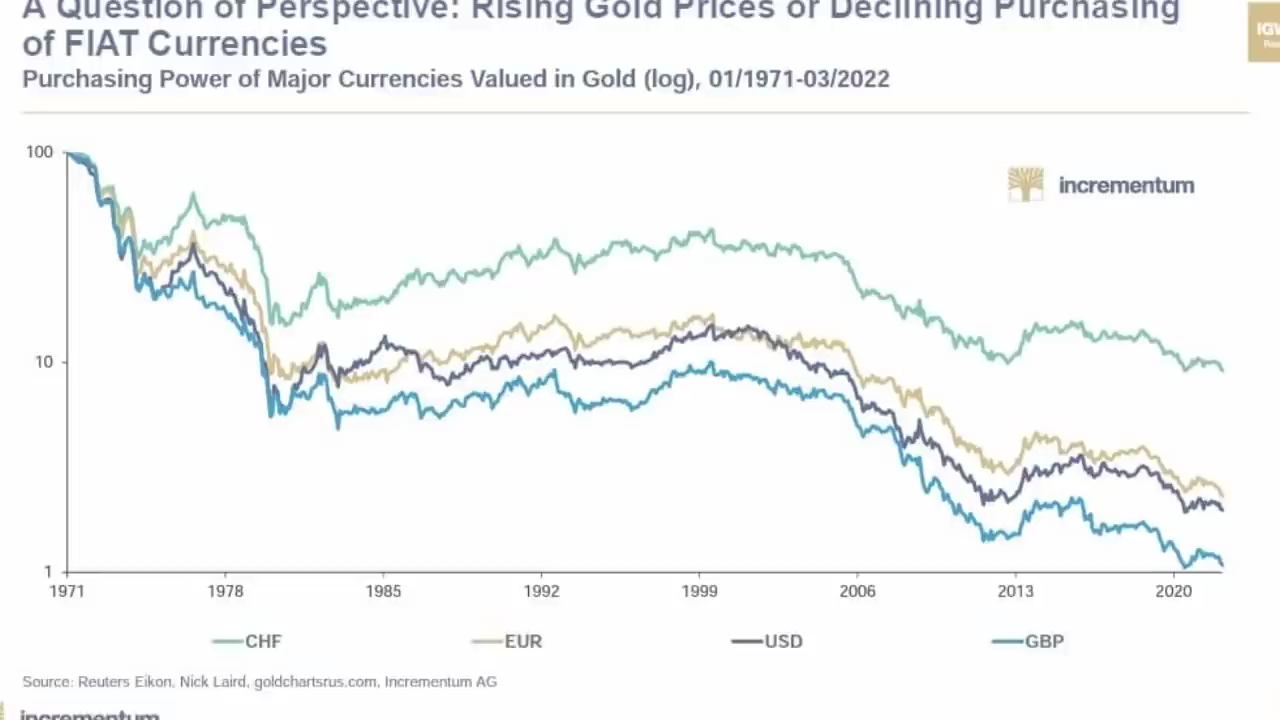 A Question of Perspective: Rising Gold Prices or Declining Purchasing
of FIAT Currencies
Purchasing Power of Major Currencies Valued in Gold (log), 01/1971-03/2022
100
incrementum
10
1
1971 1978 1985 1992 1999 2006 2013 2020
CHF EUR USD GBP
Source: Reuters Eikon, Nick Laird, goldchartsrus.com, Incrementum AG
incrementum